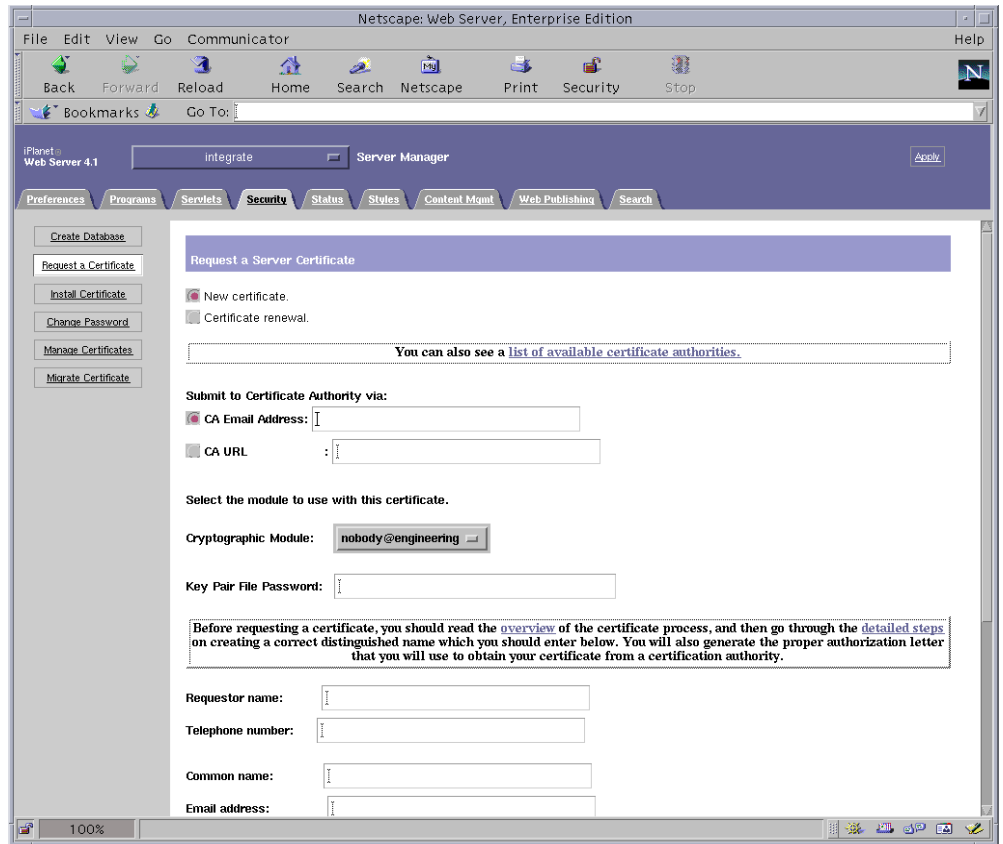 Netscape: Web Server, Enterprise Edition
File Edit View Go Communicator Help
Back Forward Reload Home Search Netscape Print Security Stop
My
N
Bookmarks Go To:
iPlanet
Web Server 4.1
integrate
Server Manager
Apply
Preferences Programs Servlets Security Status Styles Content Mgmt Web Publishing Search
Create Database
Request a Certificate
Install Certificate
Change Password
Manage Certificates
Migrate Certificate
Request a Server Certificate
New certificate.
Certificate renewal.
You can also see a list of available certificate authorities.
Submit to Certificate Authority via:
CA Email Address:
CA URL :
Select the module to use with this certificate.
Cryptographic Module: nobody@engineering
Key Pair File Password:
Before requesting a certificate, you should read the overview of the certificate process, and then go through the detailed steps
on creating a correct distinguished name which you should enter below. You will also generate the proper authorization letter
that you will use to obtain your certificate from a certification authority.
Requestor name:
Telephone number:
Common name:
Email address:
100%